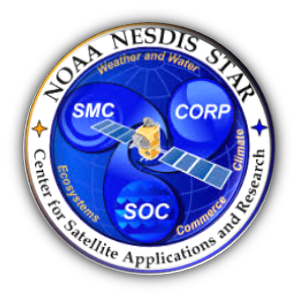 NOAA NESDIS STAR
Weather and Water
SMC
CORP
Climate
Ecosystems
SOC
Commerce
Center for Satellite Applications and Research